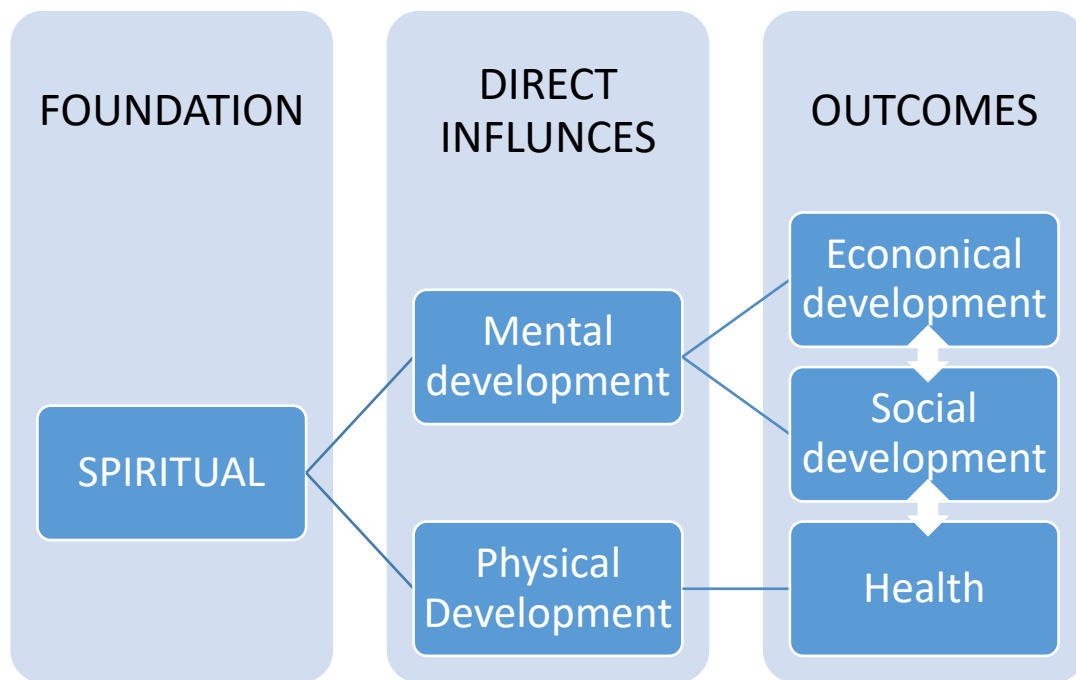 FOUNDATION
DIRECT
INFLUNCES
OUTCOMES
SPIRITUAL
Mental
development
Physical
Development
Econonical
development
Social
development
Health